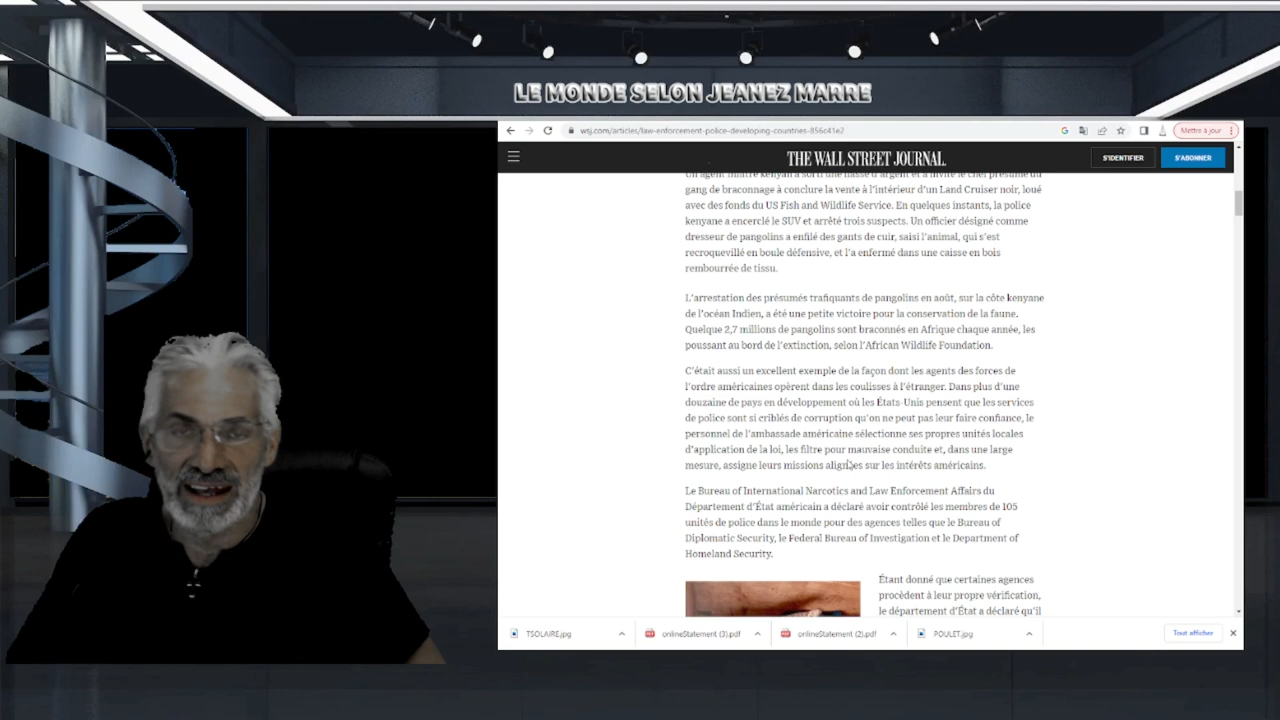 LE MONDE SELON JEANEZ MARRE
wsj.com/articles/law-enforcement-police-developing-countries-856c41e2
Mettre à jour
THE WALL STREET JOURNAL.
S'IDENTIFIER
S'ABONNER
Un agent infiltré kenyan a sorti une liasse d'argent et a invité le chef présumé du
gang de braconnage à conclure la vente à l'intérieur d'un Land Cruiser noir, loué
avec des fonds du US Fish and Wildlife Service. En quelques instants, la police
kenyane a encerclé le SUV et arrêté trois suspects. Un officier désigné comme
dresseur de pangolins a enfilé des gants de cuir, saisi l'animal, qui s'est
recroquevillé en boule défensive, et l'a enfermé dans une caisse en bois
rembourrée de tissu.
L'arrestation des présumés trafiquants de pangolins en août, sur la côte kenyane
de l'océan Indien, a été une petite victoire pour la conservation de la faune.
Quelque 2,7 millions de pangolins sont braconnés en Afrique chaque année, les
poussant au bord de l'extinction, selon l'African Wildlife Foundation.
C'était aussi un excellent exemple de la façon dont les agents des forces de
l'ordre américaines opèrent dans les coulisses à l'étranger. Dans plus d'une
douzaine de pays en développement où les États-Unis pensent que les services
de police sont si criblés de corruption qu'on ne peut pas leur faire confiance, le
personnel de l'ambassade américaine sélectionne ses propres unités locales
d'application de la loi, les filtre pour mauvaise conduite et, dans une large
mesure, assigne leurs missions alignées sur les intérêts américains.
Le Bureau of International Narcotics and Law Enforcement Affairs du
Département d'État américain a déclaré avoir contrôlé les membres de 105
unités de police dans le monde pour des agences telles que le Bureau of
Diplomatic Security, le Federal Bureau of Investigation et le Department of
Homeland Security.
Étant donné que certaines agences
procèdent à leur propre vérification,
le département d'État a déclaré qu'il
TSOLAIRE.jpg
onlineStatement (3).pdf
onlineStatement (2).pdf
POULET.jpg
Tout afficher